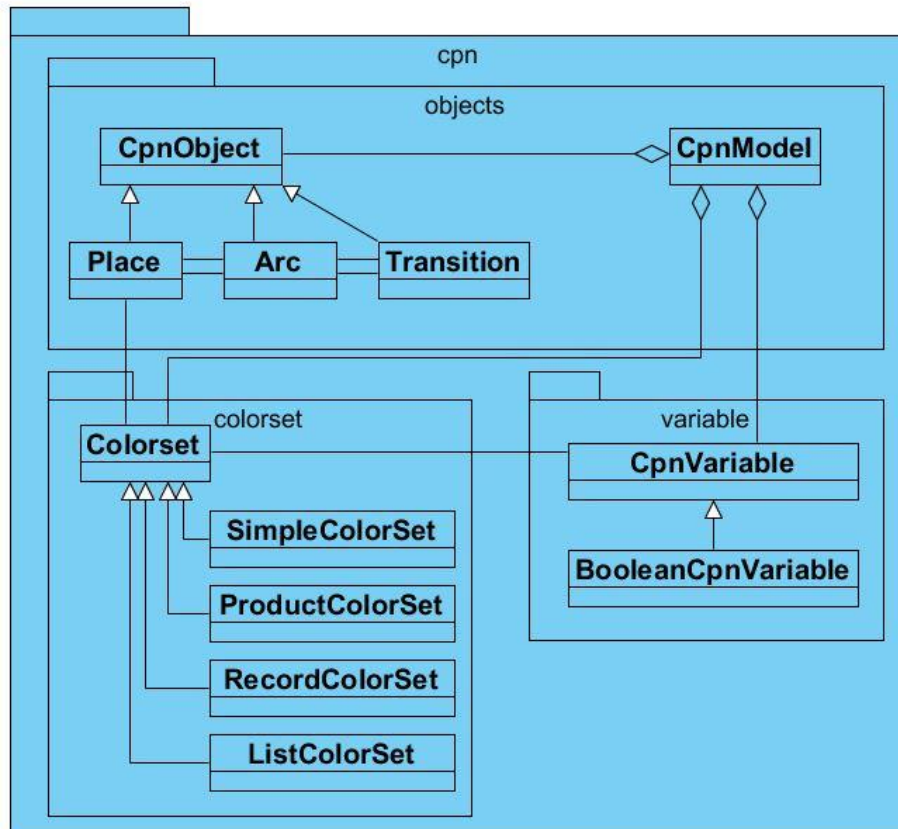 cpn
objects
CpnObject
CpnModel
Place
Arc
Transition
colorset
variable
Colorset
CpnVariable
SimpleColorSet
BooleanCpnVariable
ProductColorSet
RecordColorSet
ListColorSet